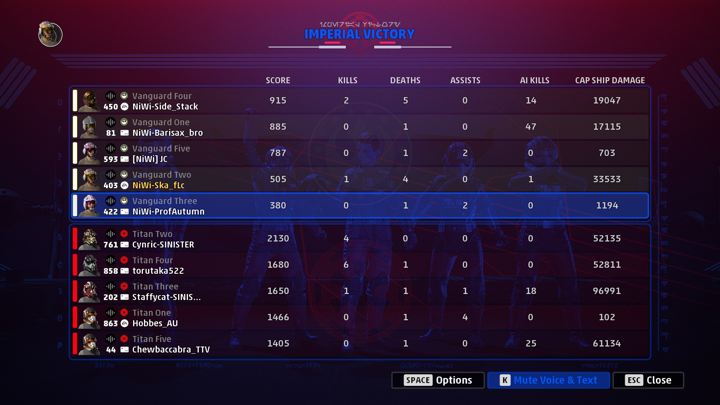 IMPERIAL VICTORY
SCORE KILLS DEATHS ASSISTS AI KILLS CAP SHIP DAMAGE
Vanguard Four
450 NiWi-Side_Stack 915 2 5 0 14 19047
Vanguard One
81 NiWi-Barisax_bro 885 0 1 0 47 17115
Vanguard Five
593 [NiWi] JC 787 0 1 2 0 703
Vanguard Two
403 NiWi-Ska_flc 505 1 4 0 1 33533
Vanguard Three
422 NiWi-ProfAutumn 380 0 1 2 0 1194
Titan Two
761 Cynric-SINISTER 2130 4 0 0 0 52135
Titan Four
858 torutaka522 1680 6 1 0 0 52811
Titan Three
202 Staffycat-SINIS... 1650 1 1 1 18 96991
Titan One
863 Hobbes_AU 1466 0 1 4 0 102
Titan Five
44 Chewbaccabra_TTV 1405 0 1 0 25 61134
SPACE Options K Mute Voice & Text ESC Close